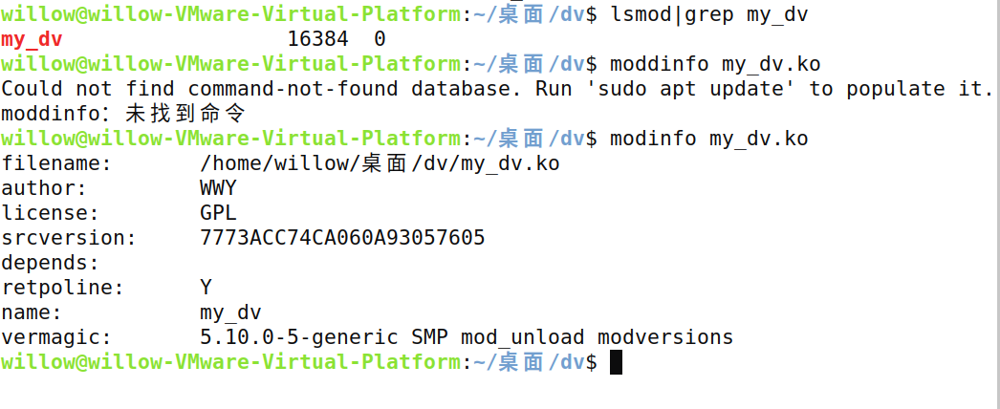 willow@willow-VMware-Virtual-Platform:~/桌面/dv$ lsmod|grep my_dv
my_dv                  16384  0
willow@willow-VMware-Virtual-Platform:~/桌面/dv$ moddinfo my_dv.ko
Could not find command-not-found database. Run 'sudo apt update' to populate it.
moddinfo：未找到命令
willow@willow-VMware-Virtual-Platform:~/桌面/dv$ modinfo my_dv.ko
filename:       /home/willow/桌面/dv/my_dv.ko
author:         WWY
license:        GPL
srcversion:     7773ACC74CA060A93057605
depends:
retpoline:      Y
name:           my_dv
vermagic:       5.10.0-5-generic SMP mod_unload modversions
willow@willow-VMware-Virtual-Platform:~/桌面/dv$